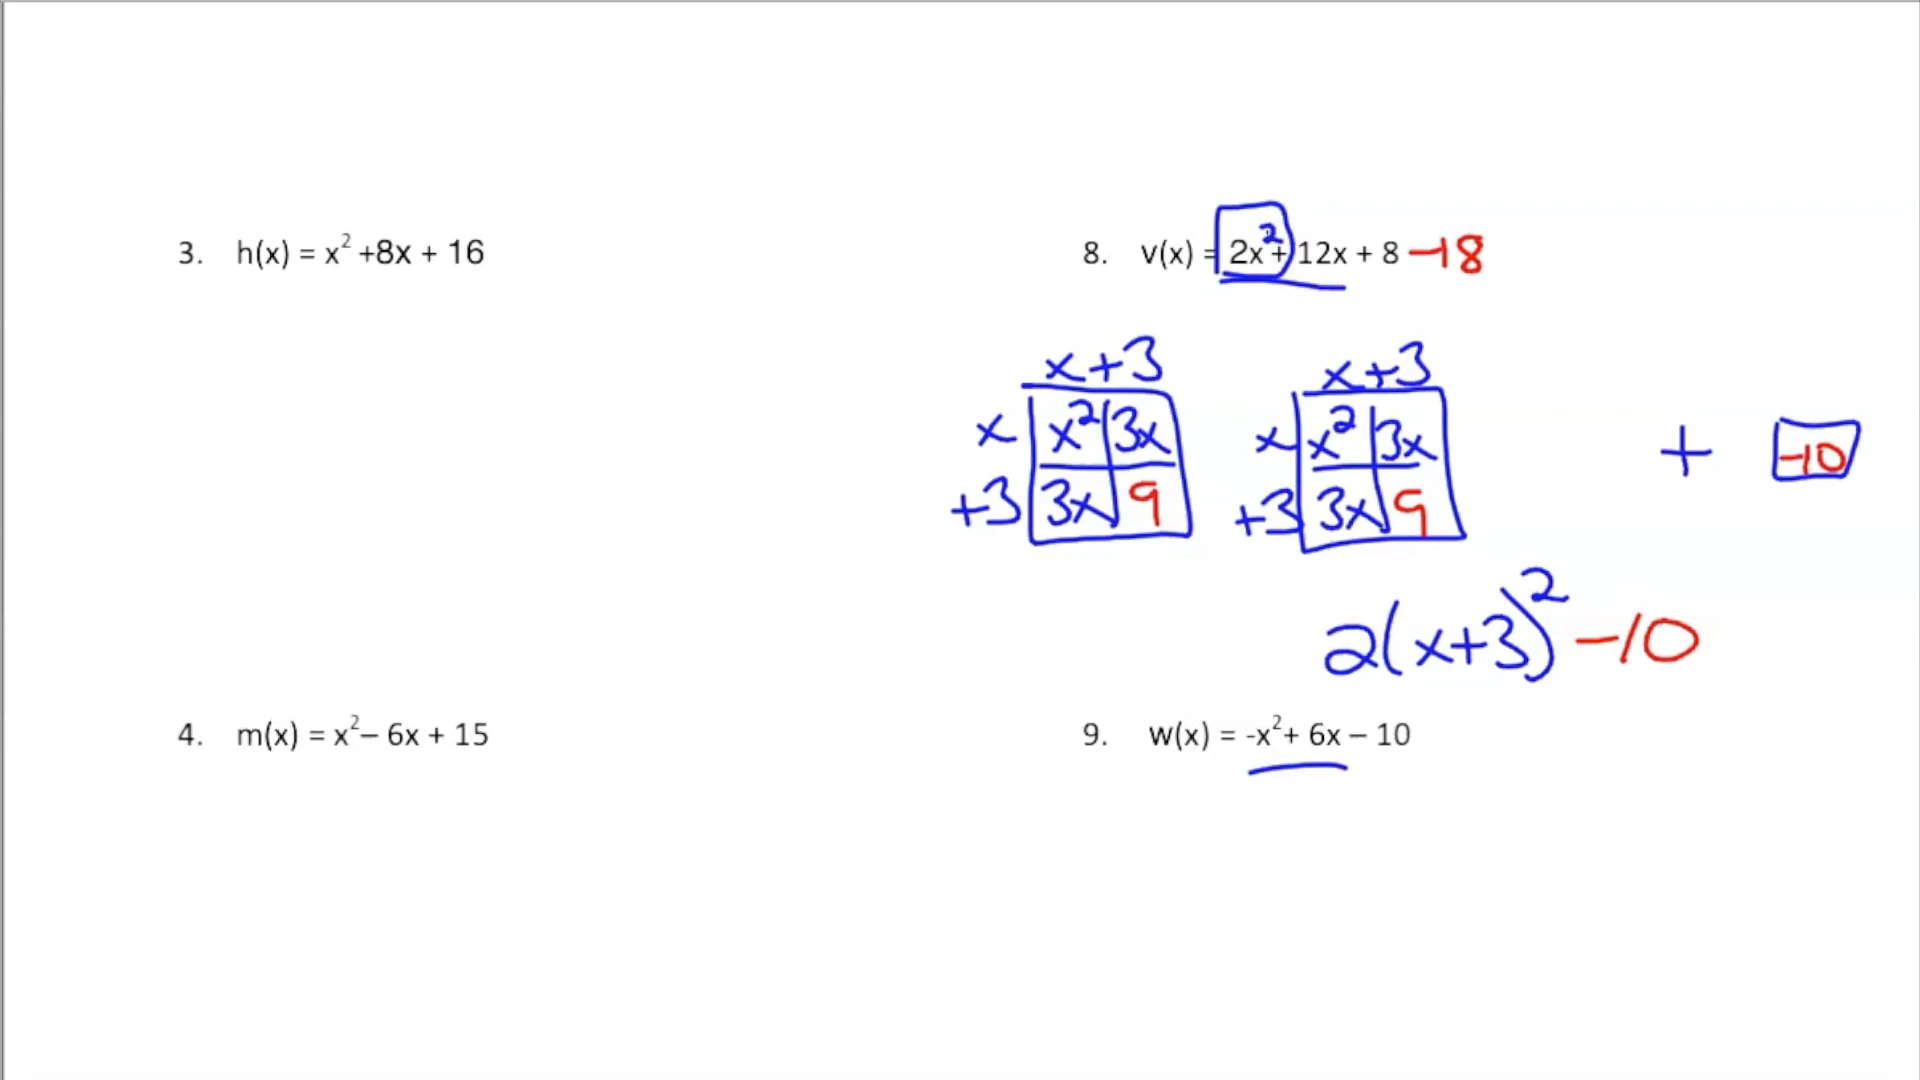 3. h(x) = x² +8x + 16
8. v(x) = 2x²+ 12x + 8 -18
x+3 x+3
x x² 3x x x² 3x + -10
+3 3x 9 +3 3x 9
2(x+3)² -10
4. m(x) = x²– 6x + 15
9. w(x) = -x²+ 6x – 10